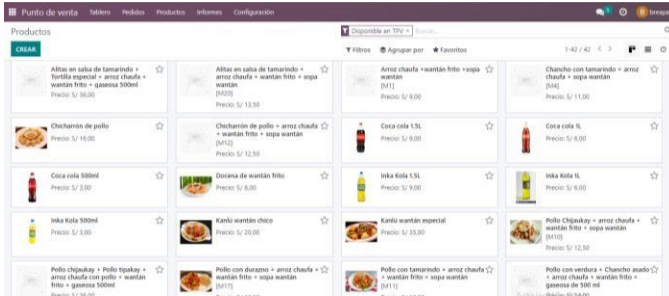 Punto de venta Tablero Pedidos Productos Informes Configuración
Productos
Disponible en TPV × Buscar...
CREAR
Filtros Agrupar por Favoritos 1-42 / 42
Alitas en salsa de tamarindo +
Tortilla especial + arroz chaufa +
wantán frito + gaseosa 500ml
Precio: S/ 36,00
Alitas en salsa de tamarindo +
arroz chaufa + wantán frito + sopa
wantán
[M20]
Precio: S/ 13,50
Arroz chaufa +wantán frito +sopa
wantán
[M1]
Precio: S/ 9,00
Chancho con tamarindo + arroz
chaufa + sopa wantán
[M4]
Precio: S/ 11,00
Chicharrón de pollo
Precio: S/ 16,00
Chicharrón de pollo + arroz chaufa
+ wantán frito + sopa wantán
[M12]
Precio: S/ 12,50
Coca cola 1.5L
Precio: S/ 9,00
Coca cola 1L
Precio: S/ 6,00
Coca cola 500ml
Precio: S/ 3,00
Docena de wantán frito
Precio: S/ 6,00
Inka Kola 1.5L
Precio: S/ 9,00
Inka Kola 1L
Precio: S/ 6,00
Inka Kola 500ml
Precio: S/ 3,00
Kanlú wantán chico
Precio: S/ 20,00
Kanlú wantán especial
Precio: S/ 35,00
Pollo Chijaukay + arroz chaufa +
wantán frito + sopa wantán
[M10]
Precio: S/ 12,50
Pollo chijaukay + Pollo tipakay +
arroz chaufa con pollo + wantán
frito + gaseosa 500ml
Pollo con durazno + arroz chaufa +
wantán frito + sopa wantán
[M17]
Pollo con tamarindo + arroz chaufa
+ wantán frito + sopa wantán
[M11]
Pollo con verdura + Chancho asado
+ arroz chaufa + wantán frito +
gaseosa de 500 ml